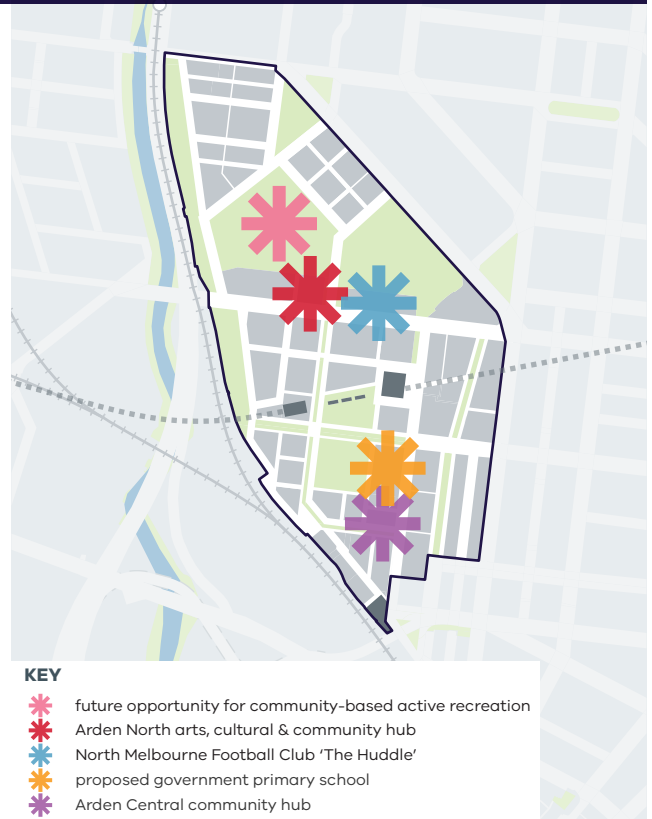 KEY
future opportunity for community-based active recreation
Arden North arts, cultural & community hub
North Melbourne Football Club ‘The Huddle’
proposed government primary school
Arden Central community hub